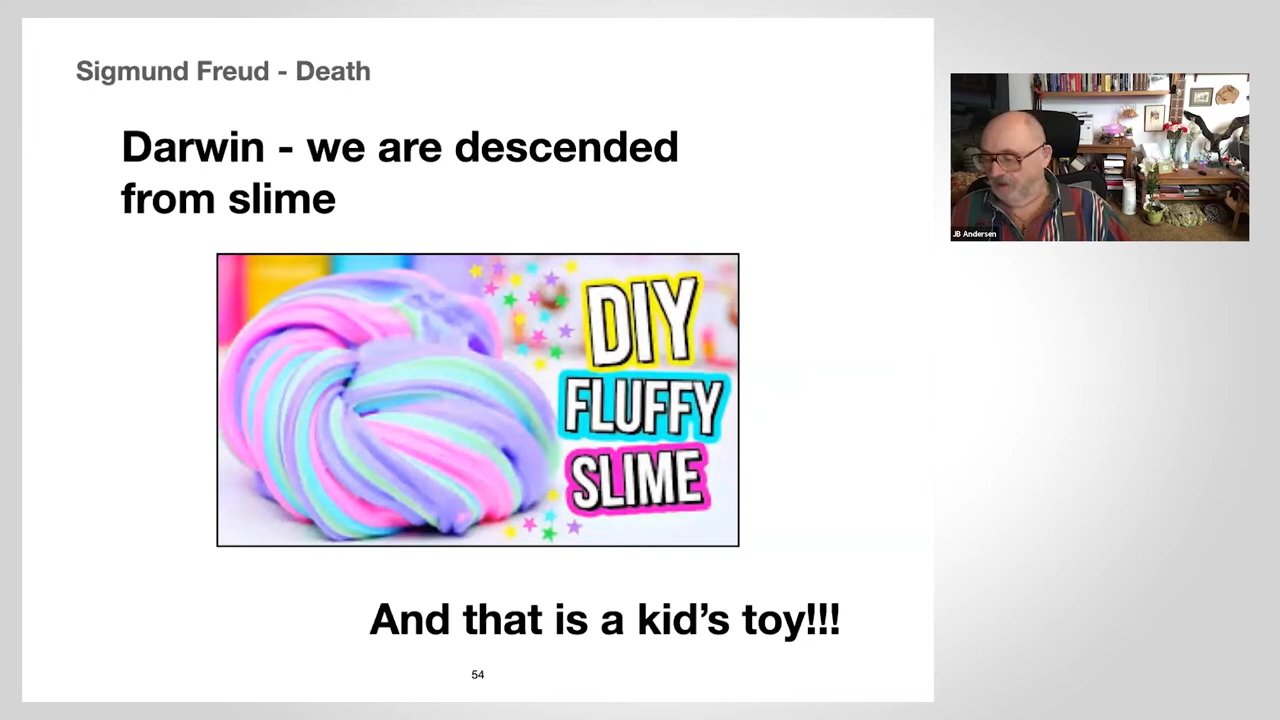 Sigmund Freud - Death
Darwin - we are descended
from slime
DIY
FLUFFY
SLIME
And that is a kid’s toy!!!
54
JB Andersen